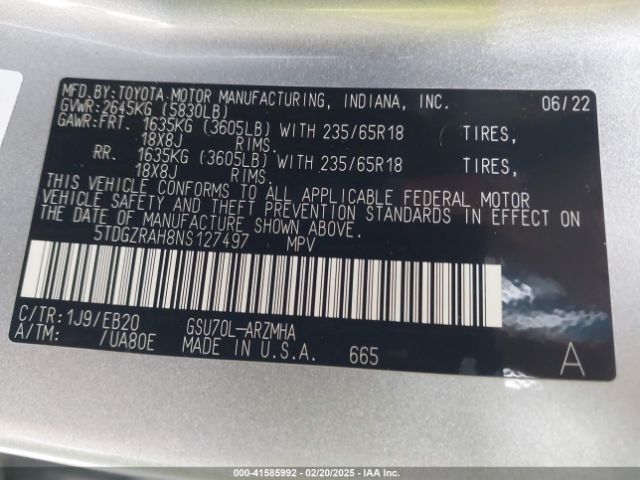 MFD.BY:TOYOTA MOTOR MANUFACTURING, INDIANA, INC. 06/22
GVWR:2645KG (5830LB)
GAWR:FRT. 1635KG (3605LB) WITH 235/65R18 TIRES,
18X8J RIMS.
RR. 1635KG (3605LB) WITH 235/65R18 TIRES,
18X8J RIMS.
THIS VEHICLE CONFORMS TO ALL APPLICABLE FEDERAL MOTOR
VEHICLE SAFETY AND THEFT PREVENTION STANDARDS IN EFFECT ON
THE DATE OF MANUFACTURE SHOWN ABOVE.
5TDGZRAH8NS127497 MPV
C/TR:1J9/EB20 GSU70L-ARZMHA
A/TM: /UA80E MADE IN U.S.A. 665 A
000-41585992 - 02/20/2025 - IAA Inc.